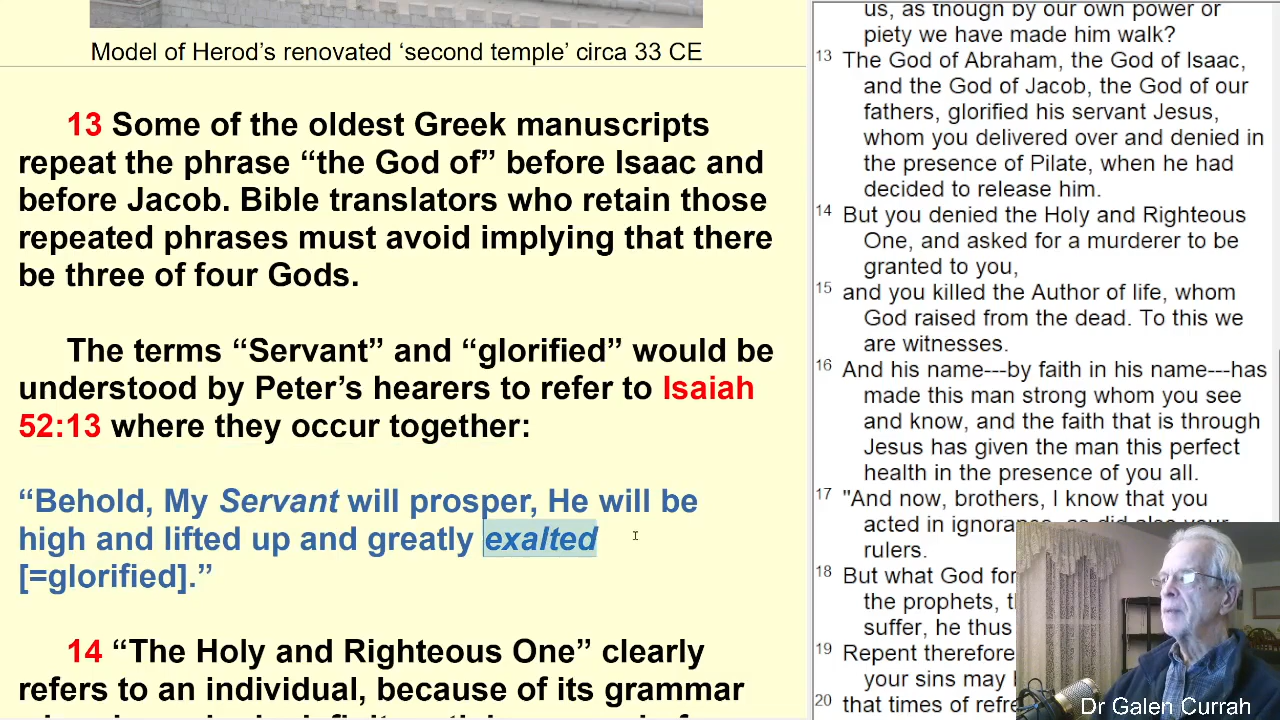 Model of Herod’s renovated ‘second temple’ circa 33 CE
13 Some of the oldest Greek manuscripts
repeat the phrase “the God of” before Isaac and
before Jacob. Bible translators who retain those
repeated phrases must avoid implying that there
be three of four Gods.
The terms “Servant” and “glorified” would be
understood by Peter’s hearers to refer to Isaiah
52:13 where they occur together:
“Behold, My Servant will prosper, He will be
high and lifted up and greatly exalted
[=glorified].”
14 “The Holy and Righteous One” clearly
refers to an individual, because of its grammar
us, as though by our own power or
piety we have made him walk?
13 The God of Abraham, the God of Isaac,
and the God of Jacob, the God of our
fathers, glorified his servant Jesus,
whom you delivered over and denied in
the presence of Pilate, when he had
decided to release him.
14 But you denied the Holy and Righteous
One, and asked for a murderer to be
granted to you,
15 and you killed the Author of life, whom
God raised from the dead. To this we
are witnesses.
16 And his name---by faith in his name---has
made this man strong whom you see
and know, and the faith that is through
Jesus has given the man this perfect
health in the presence of you all.
17 "And now, brothers, I know that you
acted in ignorance, as did also your
rulers.
18 But what God for
the prophets, t
suffer, he thus
19 Repent therefore
your sins may
20 that times of refre
Dr Galen Currah